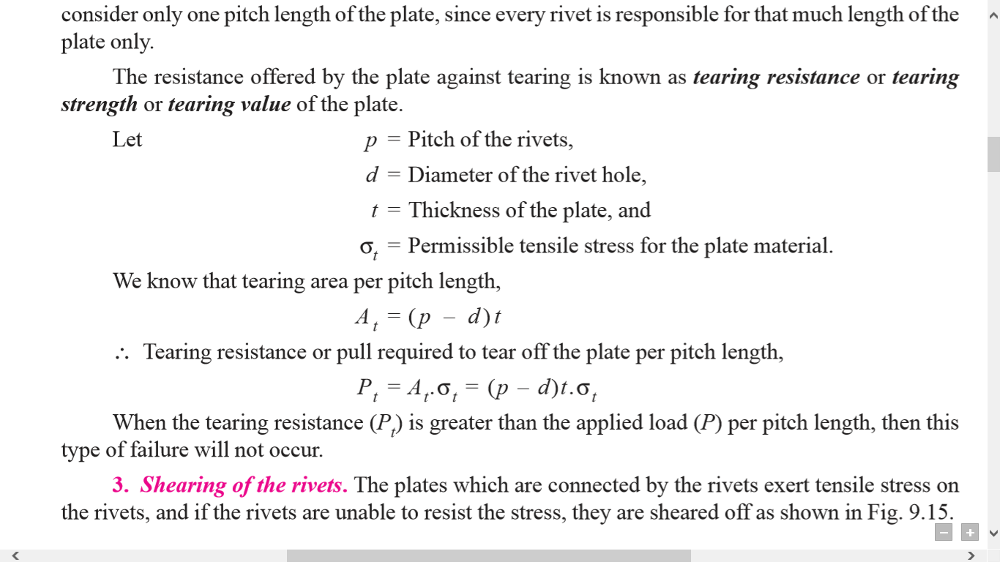 consider only one pitch length of the plate, since every rivet is responsible for that much length of the
plate only.
The resistance offered by the plate against tearing is known as tearing resistance or tearing
strength or tearing value of the plate.
Let p = Pitch of the rivets,
d = Diameter of the rivet hole,
t = Thickness of the plate, and
σt = Permissible tensile stress for the plate material.
We know that tearing area per pitch length,
At = (p – d) t
∴ Tearing resistance or pull required to tear off the plate per pitch length,
Pt = At.σt = (p – d)t.σt
When the tearing resistance (Pt) is greater than the applied load (P) per pitch length, then this
type of failure will not occur.
3. Shearing of the rivets. The plates which are connected by the rivets exert tensile stress on
the rivets, and if the rivets are unable to resist the stress, they are sheared off as shown in Fig. 9.15.